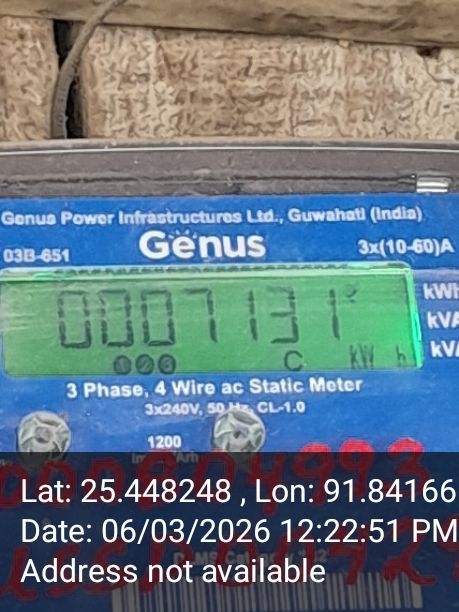 Genus Power Infrastructures Ltd., Guwahati (India)
03B-651 Genus 3x(10-60)A
kWh
0007131
kVA
C kW h
3 Phase, 4 Wire ac Static Meter
3x240V, 50 Hz, CL-1.0
1200
Lat: 25.448248 , Lon: 91.84166
Date: 06/03/2026 12:22:51 PM
Address not available